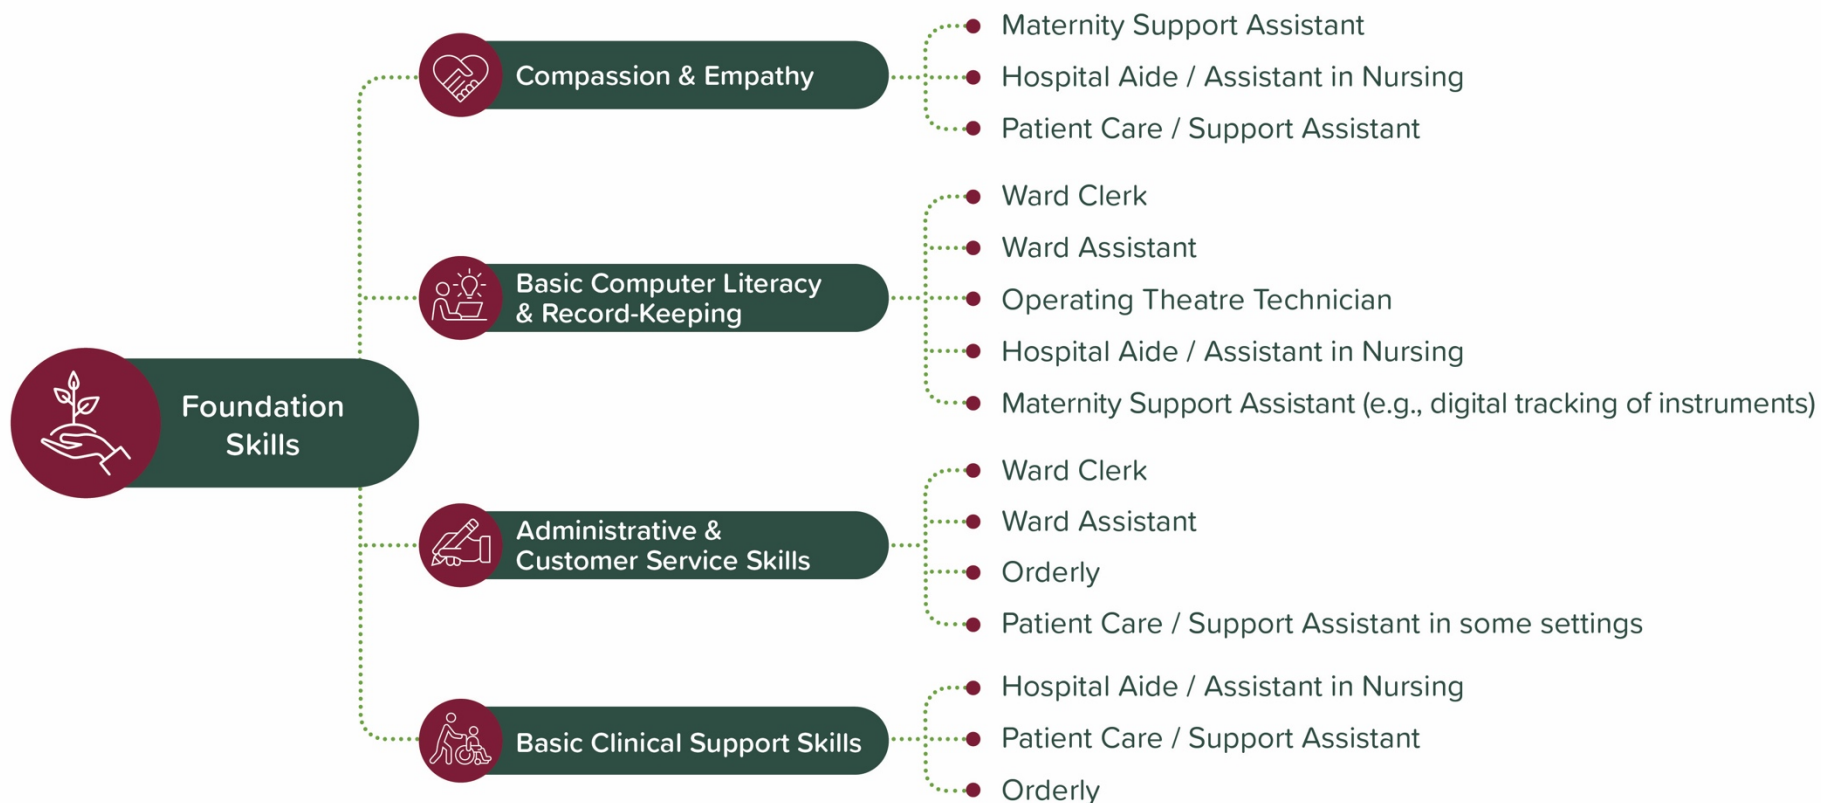 Foundation
Skills
Compassion & Empathy
Maternity Support Assistant
Hospital Aide / Assistant in Nursing
Patient Care / Support Assistant
Basic Computer Literacy
& Record-Keeping
Ward Clerk
Ward Assistant
Operating Theatre Technician
Hospital Aide / Assistant in Nursing
Maternity Support Assistant (e.g., digital tracking of instruments)
Administrative &
Customer Service Skills
Ward Clerk
Ward Assistant
Orderly
Patient Care / Support Assistant in some settings
Basic Clinical Support Skills
Hospital Aide / Assistant in Nursing
Patient Care / Support Assistant
Orderly